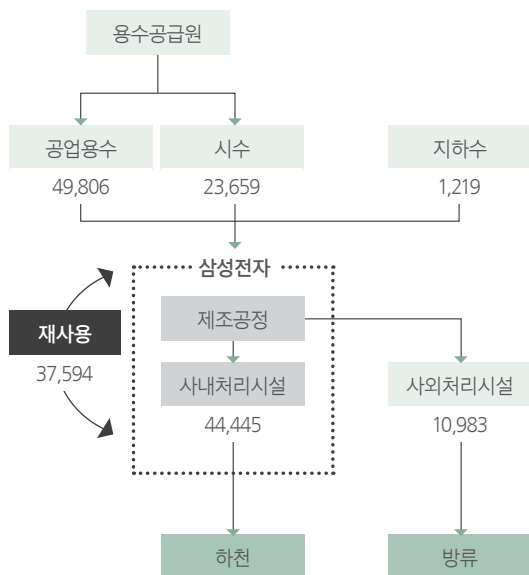 용수공급원
공업용수 시수 지하수
49,806 23,659 1,219
삼성전자
제조공정
재사용
37,594
사내처리시설 사외처리시설
44,445 10,983
하천 방류